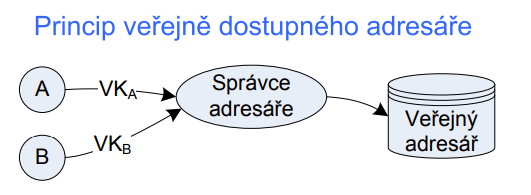 Princip veřejně dostupného adresáře
A
VKA
Správce
adresáře
B
VKB
Veřejný
adresář